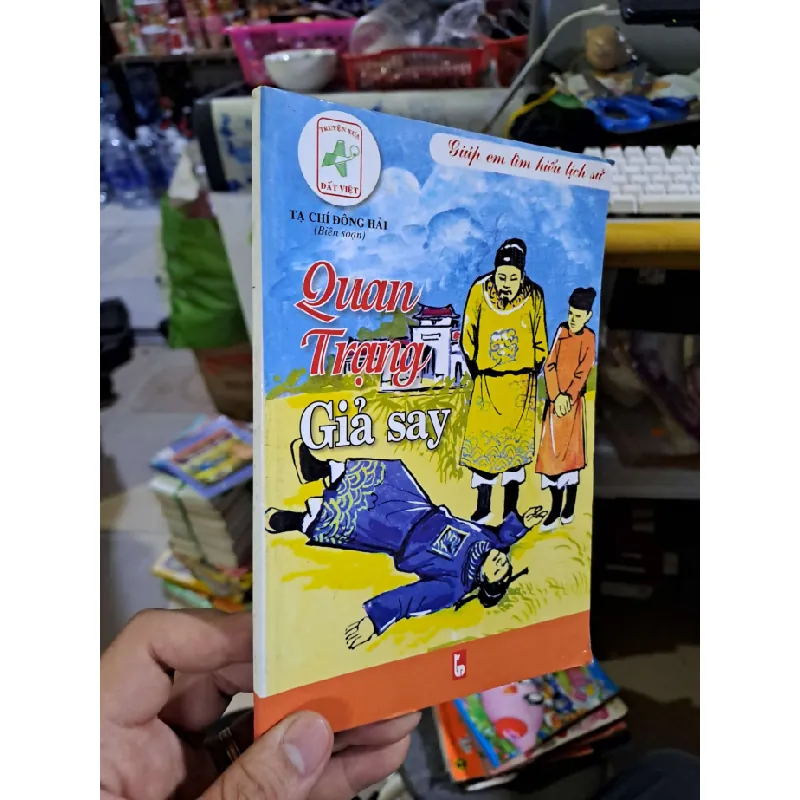 TRUYỆN XƯA
ĐẤT VIỆT
Giúp em tìm hiểu lịch sử
TẠ CHÍ ĐÔNG HẢI
(Biên soạn)
Quan
Trạng
Giả say